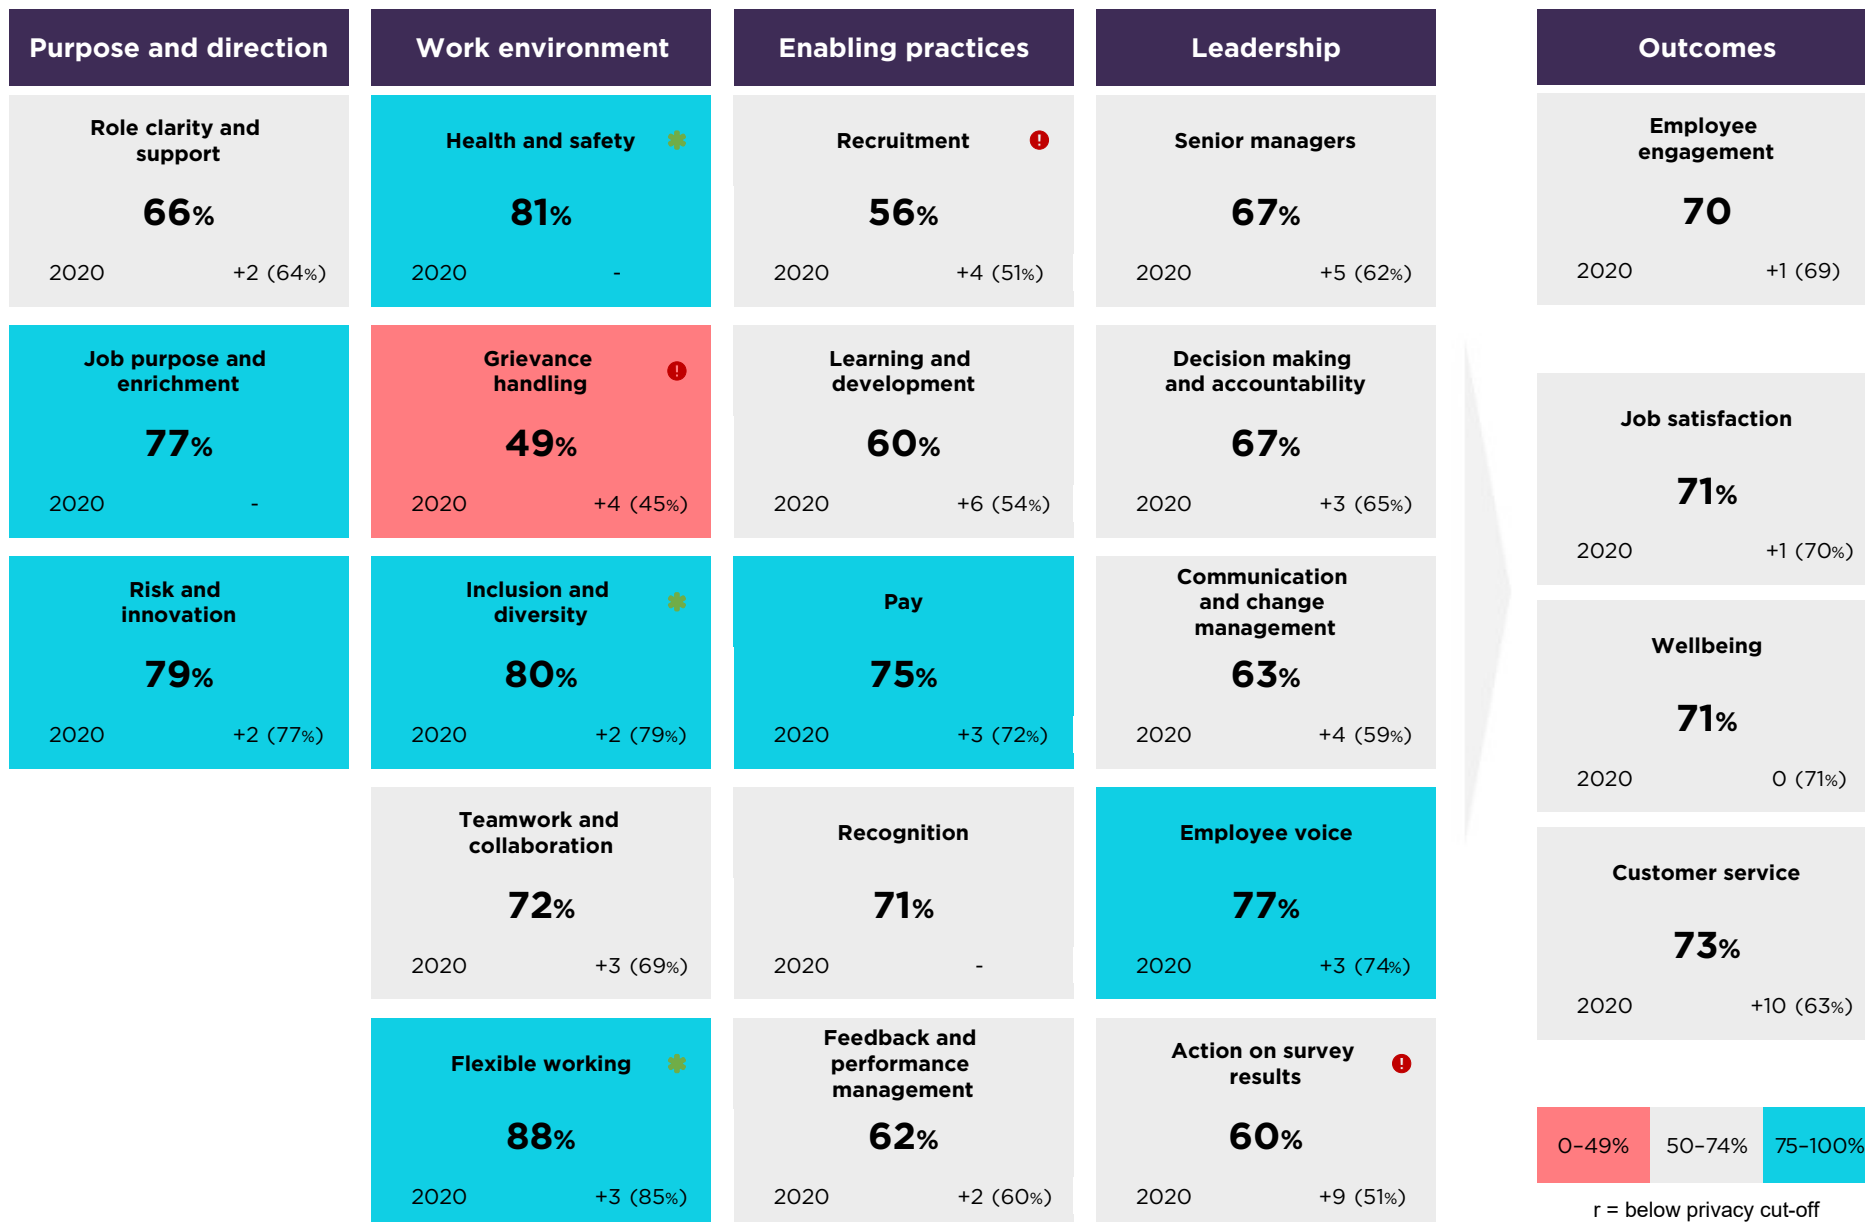 Purpose and direction
Role clarity and
support
66%
2020 +2 (64%)
Job purpose and
enrichment
77%
2020 -
Risk and
innovation
79%
2020 +2 (77%)
Work environment
Health and safety
81%
2020 -
Grievance
handling
49%
2020 +4 (45%)
Inclusion and
diversity
80%
2020 +2 (79%)
Teamwork and
collaboration
72%
2020 +3 (69%)
Flexible working
88%
2020 +3 (85%)
Enabling practices
Recruitment
56%
2020 +4 (51%)
Learning and
development
60%
2020 +6 (54%)
Pay
75%
2020 +3 (72%)
Recognition
71%
2020 -
Feedback and
performance
management
62%
2020 +2 (60%)
Leadership
Senior managers
67%
2020 +5 (62%)
Decision making
and accountability
67%
2020 +3 (65%)
Communication
and change
management
63%
2020 +4 (59%)
Employee voice
77%
2020 +3 (74%)
Action on survey
results
60%
2020 +9 (51%)
Outcomes
Employee
engagement
70
2020 +1 (69)
Job satisfaction
71%
2020 +1 (70%)
Wellbeing
71%
2020 0 (71%)
Customer service
73%
2020 +10 (63%)
0–49% 50–74% 75–100%
r = below privacy cut-off